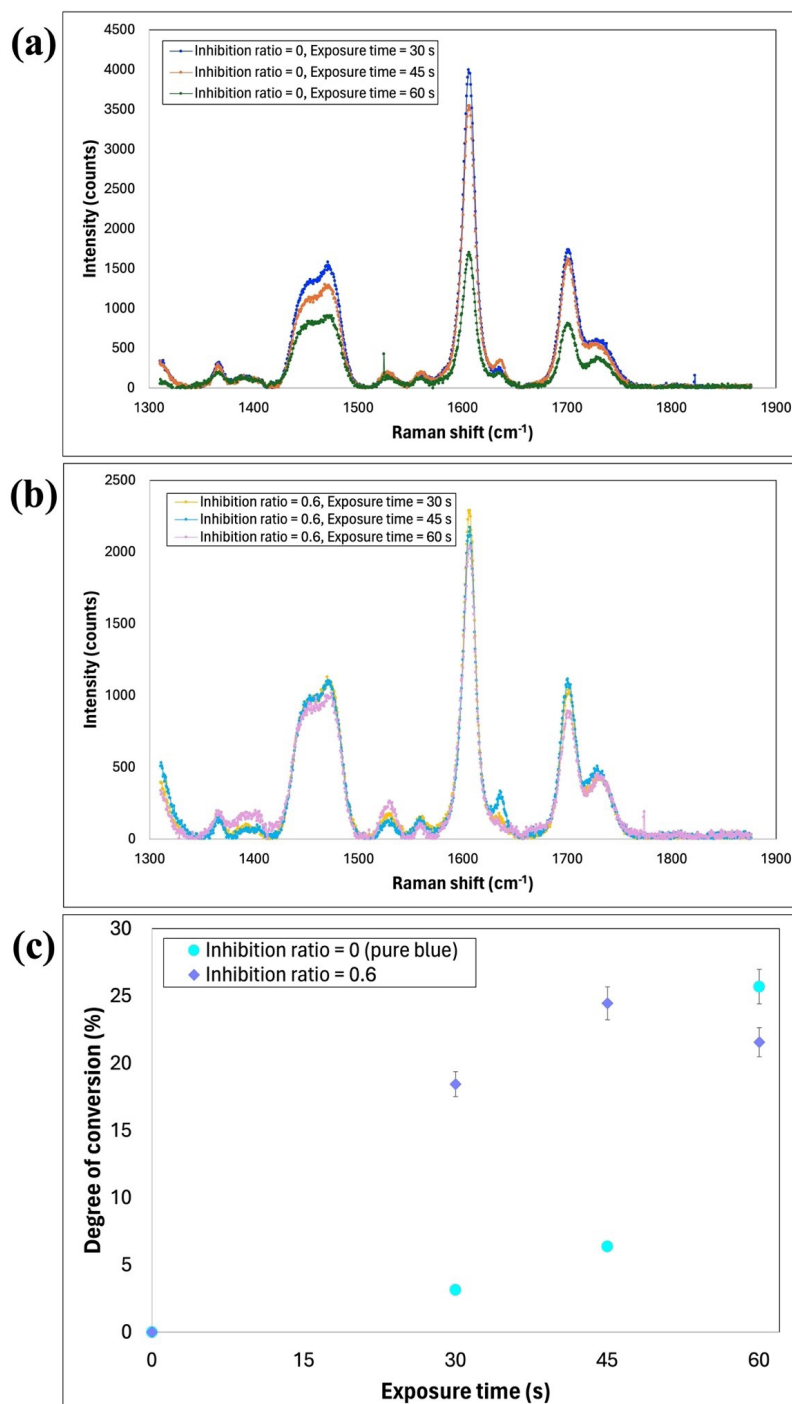 (a)
4500
4000
3500
3000
2500
2000
1500
1000
500
0
Intensity (counts)
Inhibition ratio = 0, Exposure time = 30 s
Inhibition ratio = 0, Exposure time = 45 s
Inhibition ratio = 0, Exposure time = 60 s
1300 1400 1500 1600 1700 1800 1900
Raman shift (cm-1)
(b)
2500
2000
1500
1000
500
0
Intensity (counts)
Inhibition ratio = 0.6, Exposure time = 30 s
Inhibition ratio = 0.6, Exposure time = 45 s
Inhibition ratio = 0.6, Exposure time = 60 s
1300 1400 1500 1600 1700 1800 1900
Raman shift (cm-1)
(c)
30
25
20
15
10
5
0
Degree of conversion (%)
Inhibition ratio = 0 (pure blue)
Inhibition ratio = 0.6
0 15 30 45 60
Exposure time (s)